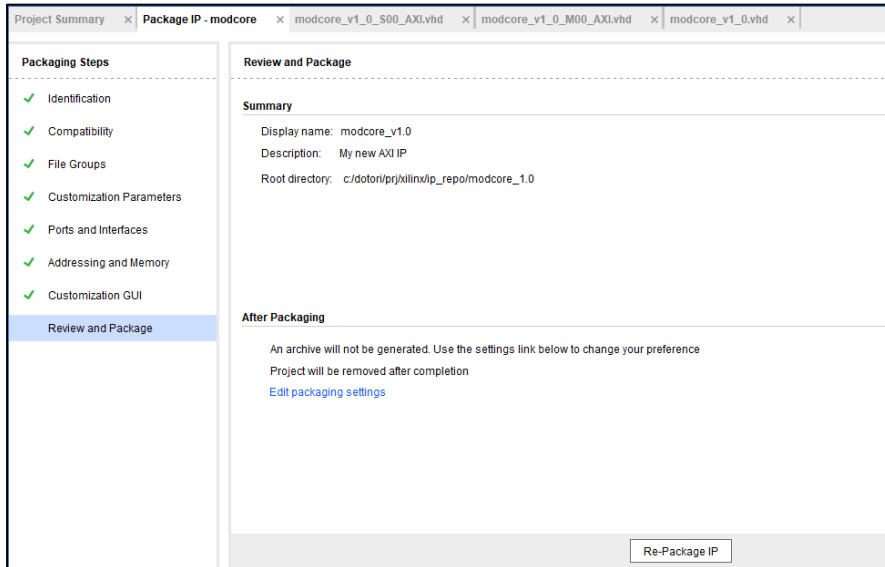 Project Summary × Package IP - modcore × modcore_v1_0_S00_AXI.vhd × modcore_v1_0_M00_AXI.vhd × modcore_v1_0.vhd ×
Packaging Steps
Identification
Compatibility
File Groups
Customization Parameters
Ports and Interfaces
Addressing and Memory
Customization GUI
Review and Package
Review and Package
Summary
Display name: modcore_v1.0
Description: My new AXI IP
Root directory: c:/dotori/prj/xilinx/ip_repo/modcore_1.0
After Packaging
An archive will not be generated. Use the settings link below to change your preference
Project will be removed after completion
Edit packaging settings
Re-Package IP